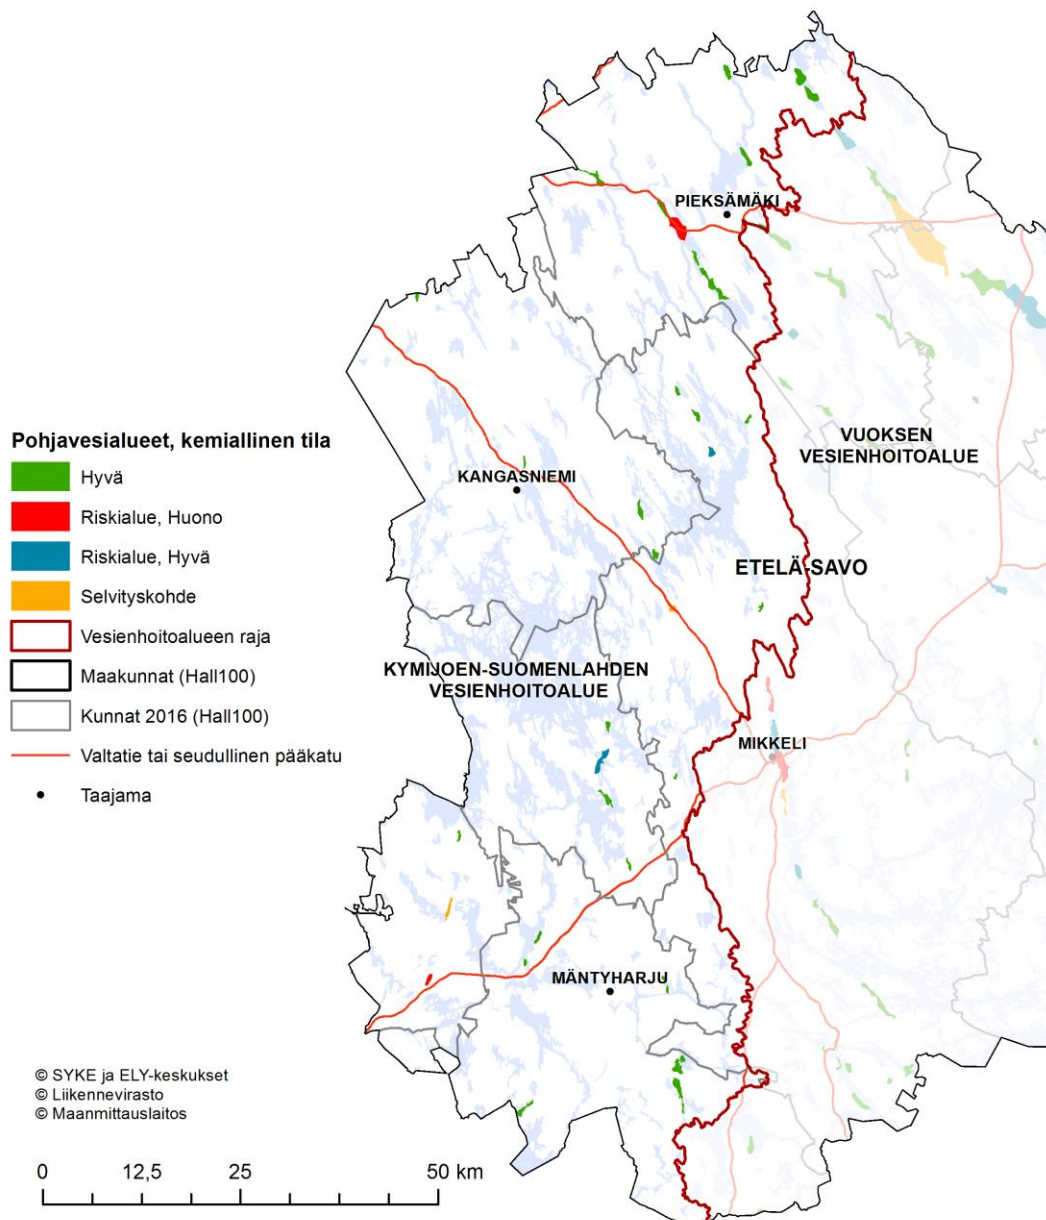 PIEKSÄMÄKI
VUOKSEN
VESIENHOITOALUE
KANGASNIEMI
ETELÄ-SAVO
KYMIJOEN-SUOMENLAHDEN
VESIENHOITOALUE
MIKKELI
MÄNTYHARJU
Pohjavesialueet, kemiallinen tila
Hyvä
Riskialue, Huono
Riskialue, Hyvä
Selvityskohde
Vesienhoitoalueen raja
Maakunnat (Hall100)
Kunnat 2016 (Hall100)
Valtatie tai seudullinen pääkatu
Taajama
© SYKE ja ELY-keskukset
© Liikennevirasto
© Maanmittauslaitos
0 12,5 25 50 km